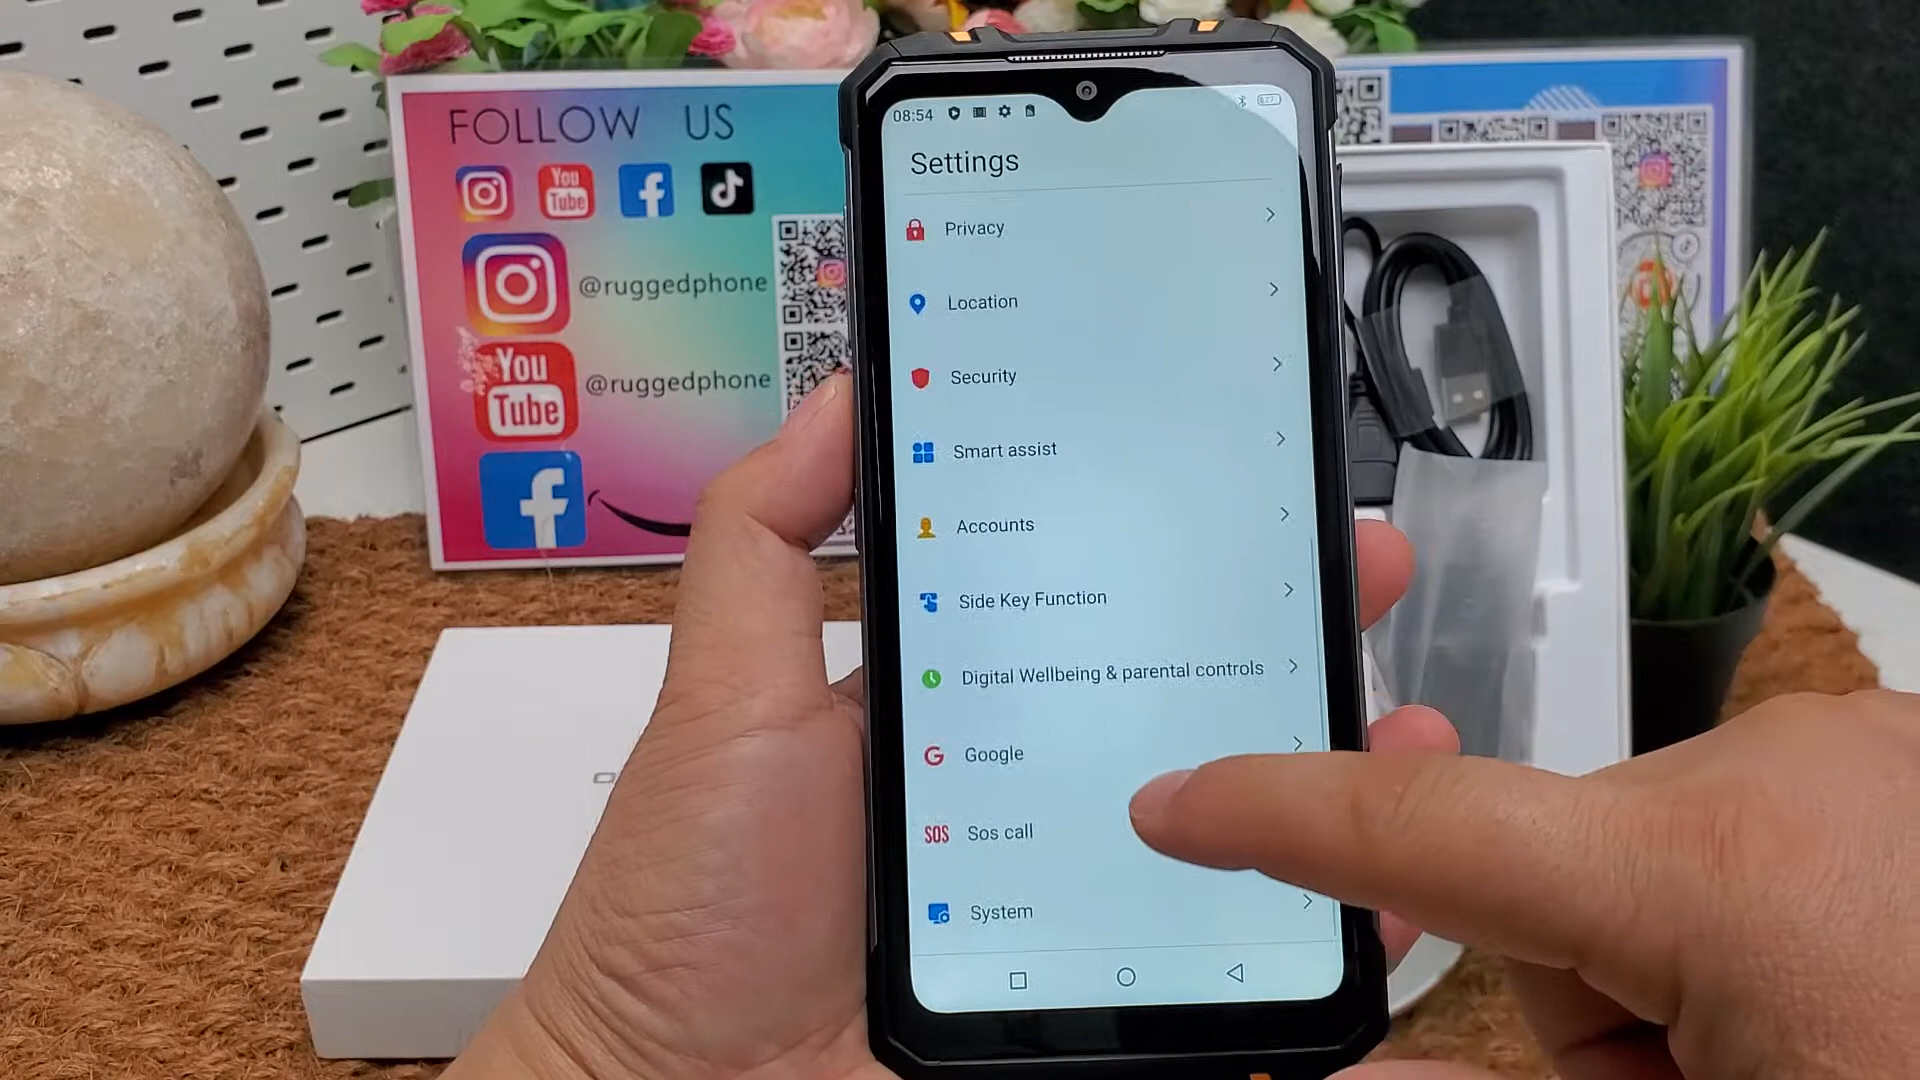 FOLLOW US
You
Tube
@ruggedphone
You
Tube
@ruggedphone
08:54
Settings
Privacy
Location
Security
Smart assist
Accounts
Side Key Function
Digital Wellbeing & parental controls
Google
SOS
Sos call
System